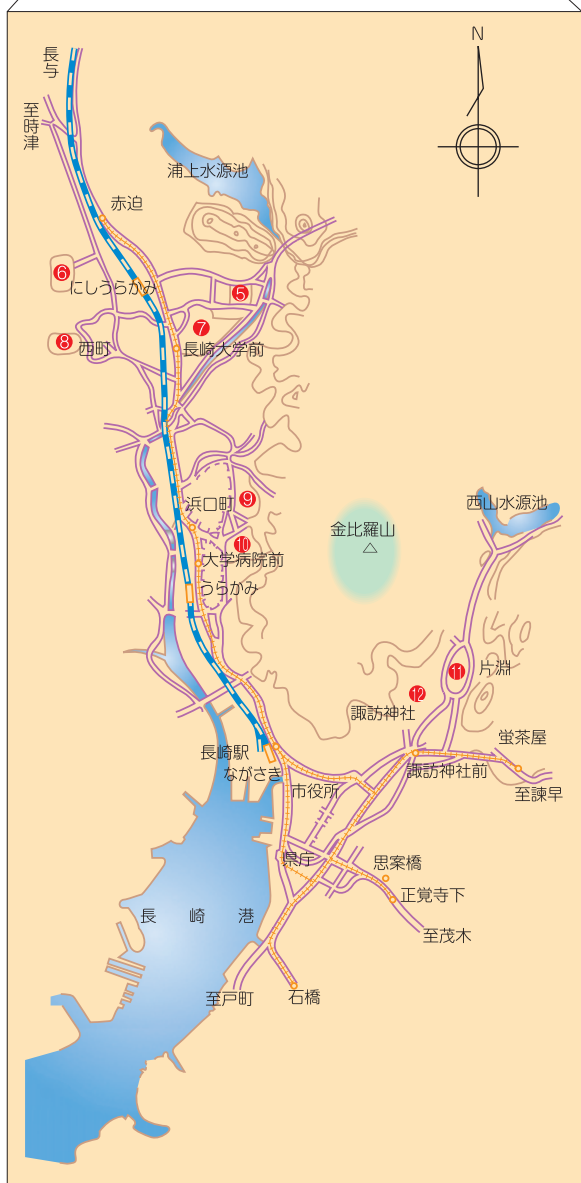 N
長与
至時津
浦上水源池
赤迫
⑥
にしうらかみ
⑤
⑦
⑧
西町
長崎大学前
浜口町
⑨
⑩
大学病院前
うらかみ
金比羅山
西山水源池
⑪
片淵
⑫
諏訪神社
蛍茶屋
諏訪神社前
至諫早
長崎駅
ながさき
市役所
県庁
思案橋
正覚寺下
至茂木
長崎港
至戸町
石橋